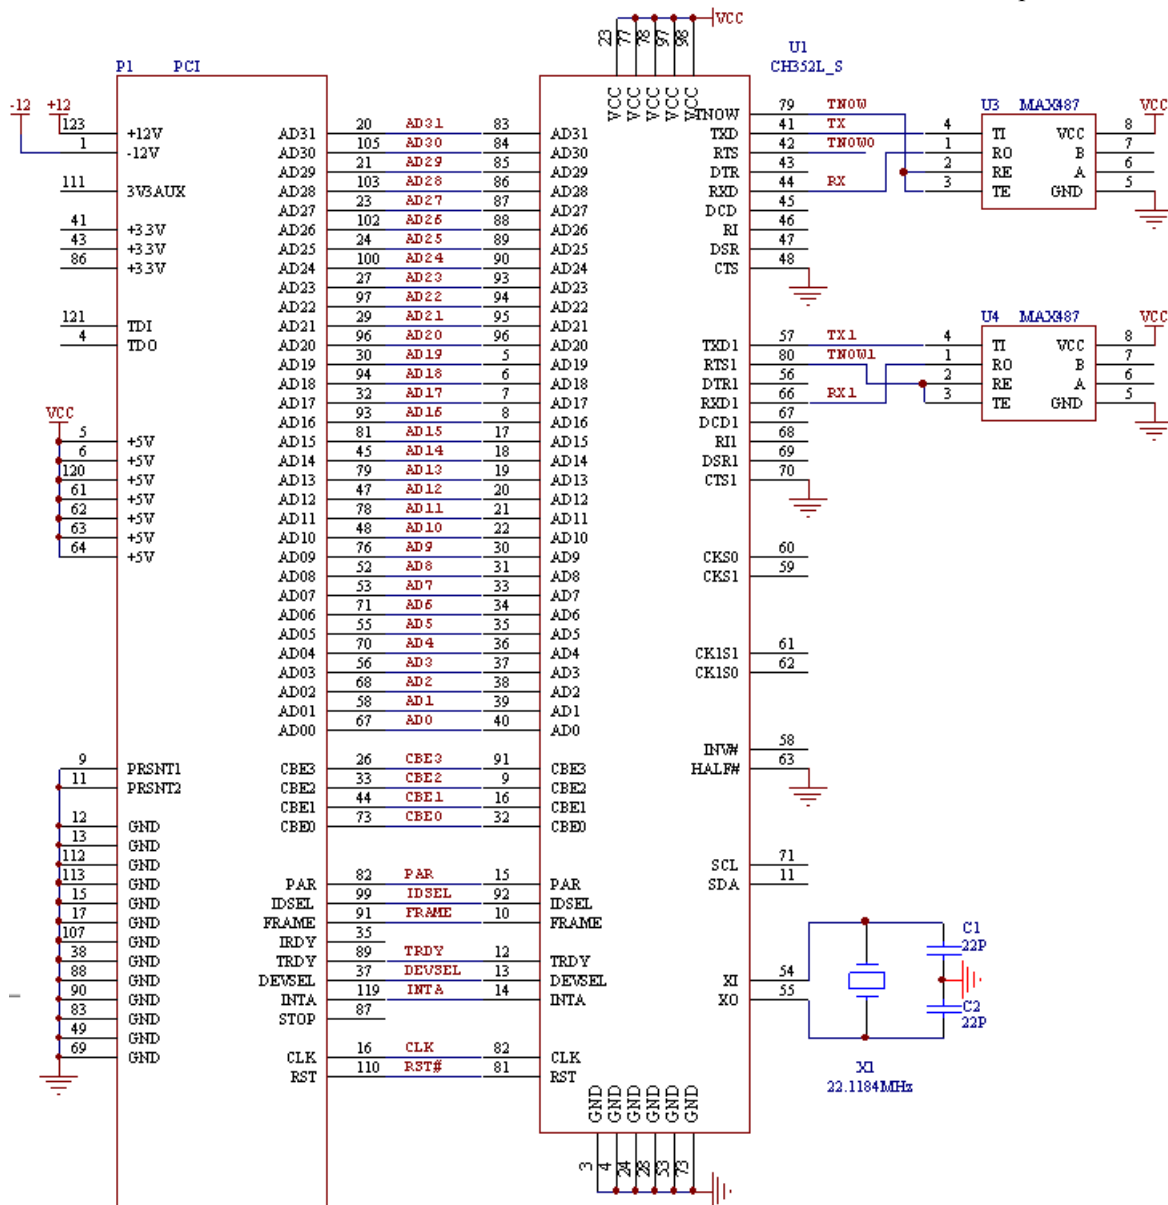 VCC
23 77 78 97 98
U1
CH352L_S
P1 PCI
VCC VCC VCC VCC VCC
-12 +12
123 +12V
1 -12V
111 3V3AUX
41 +33V
43 +33V
86 +33V
121 TDI
4 TDO
VCC
5 +5V
6 +5V
120 +5V
61 +5V
62 +5V
63 +5V
64 +5V
9 PRSNT1
11 PRSNT2
12 GND
13 GND
112 GND
113 GND
15 GND
17 GND
107 GND
38 GND
88 GND
90 GND
83 GND
49 GND
69 GND
AD31 20 AD31 83 AD31
AD30 105 AD30 84 AD30
AD29 21 AD29 85 AD29
AD28 103 AD28 86 AD28
AD27 23 AD27 87 AD27
AD26 102 AD26 88 AD26
AD25 24 AD25 89 AD25
AD24 100 AD24 90 AD24
AD23 27 AD23 93 AD23
AD22 97 AD22 94 AD22
AD21 29 AD21 95 AD21
AD20 96 AD20 96 AD20
AD19 30 AD19 5 AD19
AD18 94 AD18 6 AD18
AD17 32 AD17 7 AD17
AD16 93 AD16 8 AD16
AD15 81 AD15 17 AD15
AD14 45 AD14 18 AD14
AD13 79 AD13 19 AD13
AD12 47 AD12 20 AD12
AD11 78 AD11 21 AD11
AD10 48 AD10 22 AD10
AD09 76 AD9 30 AD9
AD08 52 AD8 31 AD8
AD07 53 AD7 33 AD7
AD06 71 AD6 34 AD6
AD05 55 AD5 35 AD5
AD04 70 AD4 36 AD4
AD03 56 AD3 37 AD3
AD02 68 AD2 38 AD2
AD01 58 AD1 39 AD1
AD00 67 AD0 40 AD0
CBE3 26 CBE3 91 CBE3
CBE2 33 CBE2 9 CBE2
CBE1 44 CBE1 16 CBE1
CBE0 73 CBE0 32 CBE0
PAR 82 PAR 15 PAR
IDSEL 99 IDSEL 92 IDSEL
FRAME 91 FRAME 10 FRAME
IRDY 35
TRDY 89 TRDY 12 TRDY
DEVSEL 37 DEVSEL 13 DEVSEL
INTA 119 INTA 14 INTA
STOP 87
CLK 16 CLK 82 CLK
RST 110 RST# 81 RST
TNOW 79 TNOW
TXD 41 TX
RTS 42 TNOW0
DTR 43
RXD 44 RX
DCD 45
RI 46
DSR 47
CTS 48
TXD1 57 TX1
RTS1 80 TNOW1
DTR1 56
RXD1 66 RX1
DCD1 67
RI1 68
DSR1 69
CTS1 70
CKS0 60
CKS1 59
CK1S1 61
CK1S0 62
INV# 58
HALF# 63
SCL 71
SDA 11
XI 54
XO 55
GND GND GND GND GND GND
3 4 24 28 53 73
U3 MAX487
VCC
4 TI VCC 8
1 RO B 7
2 RE A 6
3 TE GND 5
U4 MAX487
VCC
4 TI VCC 8
1 RO B 7
2 RE A 6
3 TE GND 5
C1
22P
C2
22P
X1
22.1184MHz